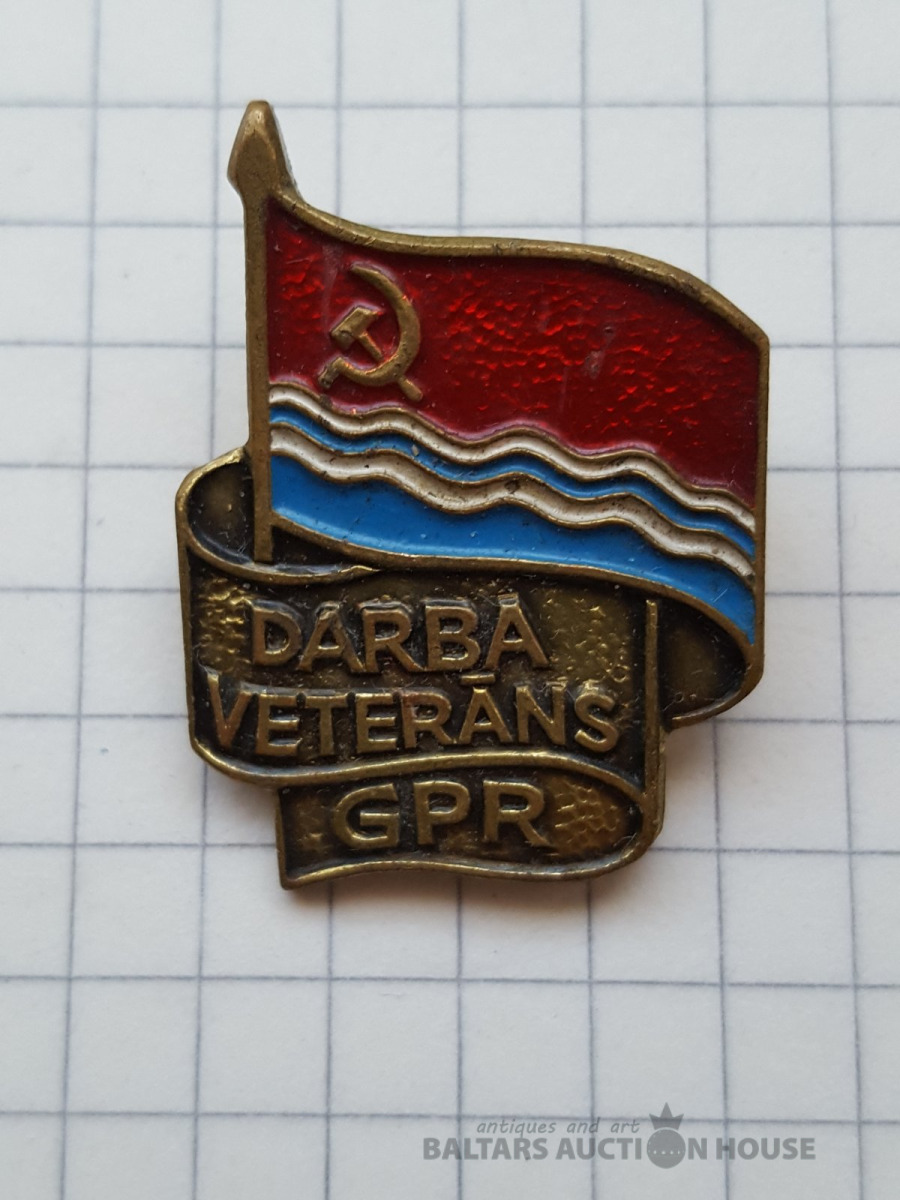 DARBA
VETERĀNS
GPR
antiques and art
BALTARS AUCTION HOUSE